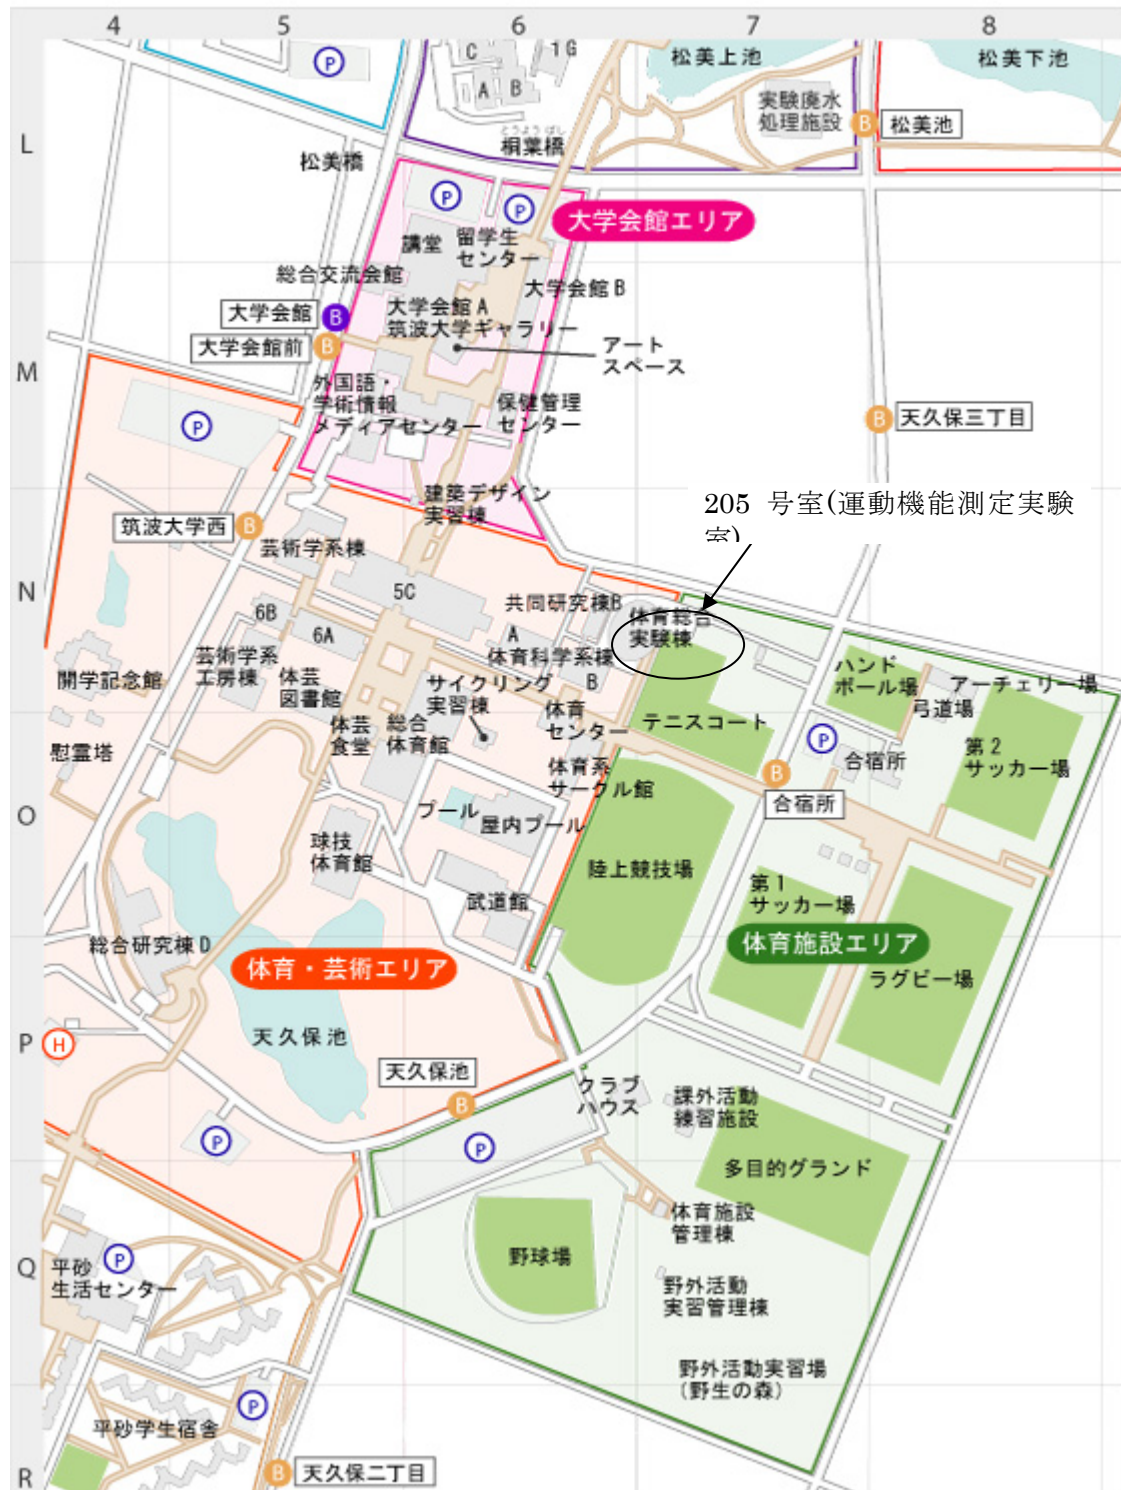 4 5 6 7 8
L
M
N
O
P
Q
R
P
C
1G
A
B
とうようばし
桐葉橋
松美上池
松美下池
実験廃水
処理施設
B
松美池
松美橋
P
P
大学会館エリア
講堂
留学生
センター
総合交流会館
大学会館 B
大学会館
B
大学会館 A
筑波大学ギャラリー
大学会館前
B
アート
スペース
外国語・
学術情報
メディアセンター
保健管理
センター
P
B
天久保三丁目
建築デザイン
実習棟
205 号室(運動機能測定実験
室)
筑波大学西
B
芸術学系棟
5C
共同研究棟B
体育総合
実験棟
6B
6A
A
体育科学系棟
B
芸術学系
工房棟
体芸
図書館
サイクリング
実習棟
開学記念館
ハンド
ボール場
アーチェリー場
弓道場
体芸
食堂
総合
体育館
体育
センター
テニスコート
P
慰霊塔
合宿所
第2
サッカー場
体育系
サークル館
B
合宿所
プール
屋内プール
球技
体育館
陸上競技場
第1
サッカー場
武道館
総合研究棟D
体育・芸術エリア
体育施設エリア
ラグビー場
H
天久保池
天久保池
B
クラブ
ハウス
課外活動
練習施設
P
P
多目的グランド
体育施設
管理棟
平砂
生活センター
P
野球場
野外活動
実習管理棟
野外活動実習場
(野生の森)
P
平砂学生宿舎
B
天久保二丁目